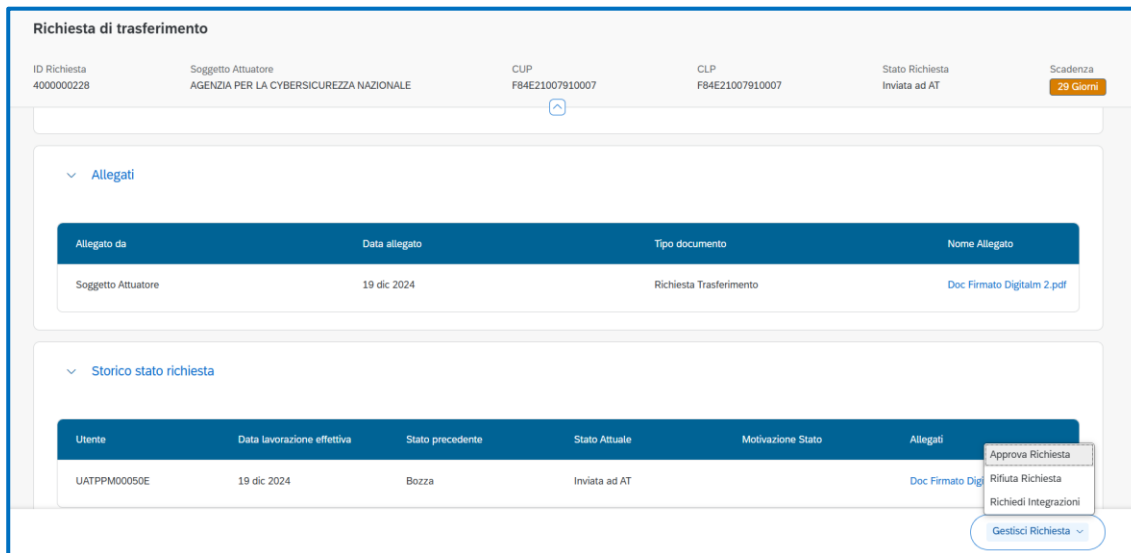 Richiesta di trasferimento
ID Richiesta Soggetto Attuatore CUP CLP Stato Richiesta Scadenza
4000000228 AGENZIA PER LA CYBERSICUREZZA NAZIONALE F84E21007910007 F84E21007910007 Inviata ad AT 29 Giorni
Allegati
Allegato da Data allegato Tipo documento Nome Allegato
Soggetto Attuatore 19 dic 2024 Richiesta Trasferimento Doc Firmato Digitalm 2.pdf
Storico stato richiesta
Utente Data lavorazione effettiva Stato precedente Stato Attuale Motivazione Stato Allegati
Approva Richiesta
UATPPM00050E 19 dic 2024 Bozza Inviata ad AT Doc Firmato Digi
Rifiuta Richiesta
Richiedi Integrazioni
Gestisci Richiesta